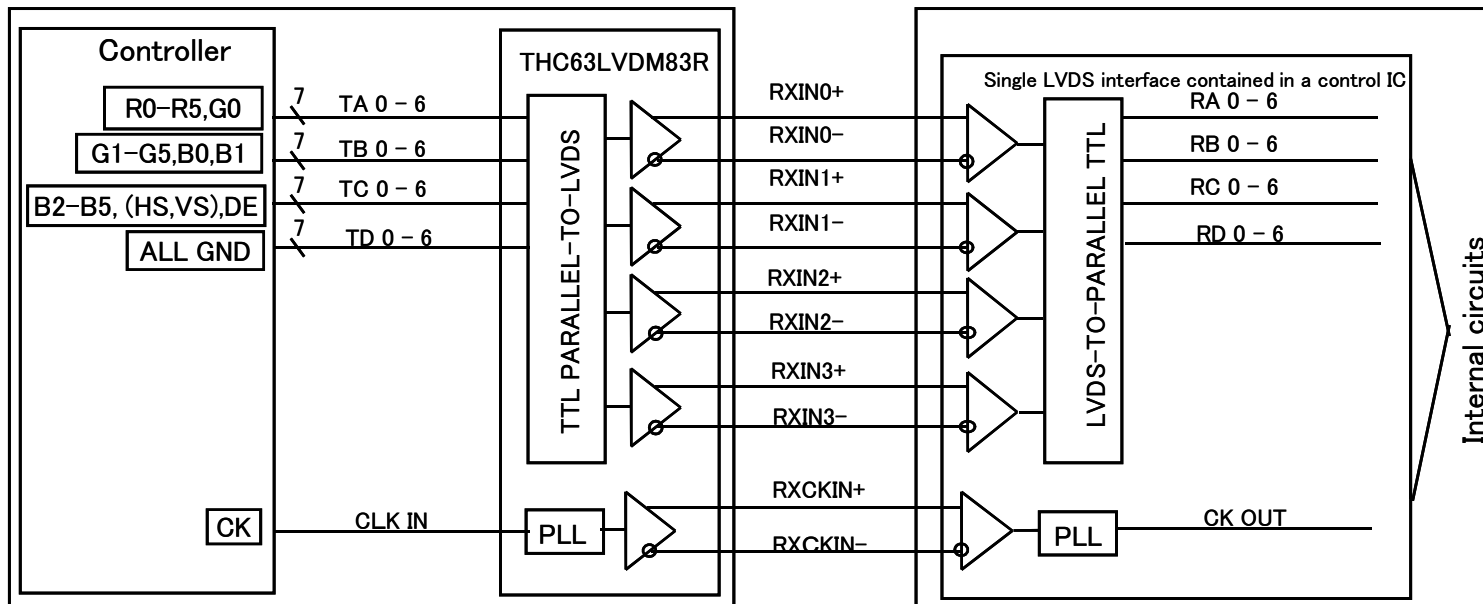 Controller
THC63LVDM83R
Single LVDS interface contained in a control IC
R0-R5,G0
7
TA 0 - 6
RXIN0+
RA 0 - 6
G1-G5,B0,B1
7
TB 0 - 6
RXIN0-
RB 0 - 6
B2-B5, (HS,VS),DE
7
TC 0 - 6
RXIN1+
RC 0 - 6
ALL GND
7
TD 0 - 6
RXIN1-
RD 0 - 6
TTL PARALLEL-TO-LVDS
RXIN2+
RXIN2-
RXIN3+
RXIN3-
LVDS-TO-PARALLEL TTL
Internal circuits
CK
CLK IN
PLL
RXCKIN+
RXCKIN-
PLL
CK OUT